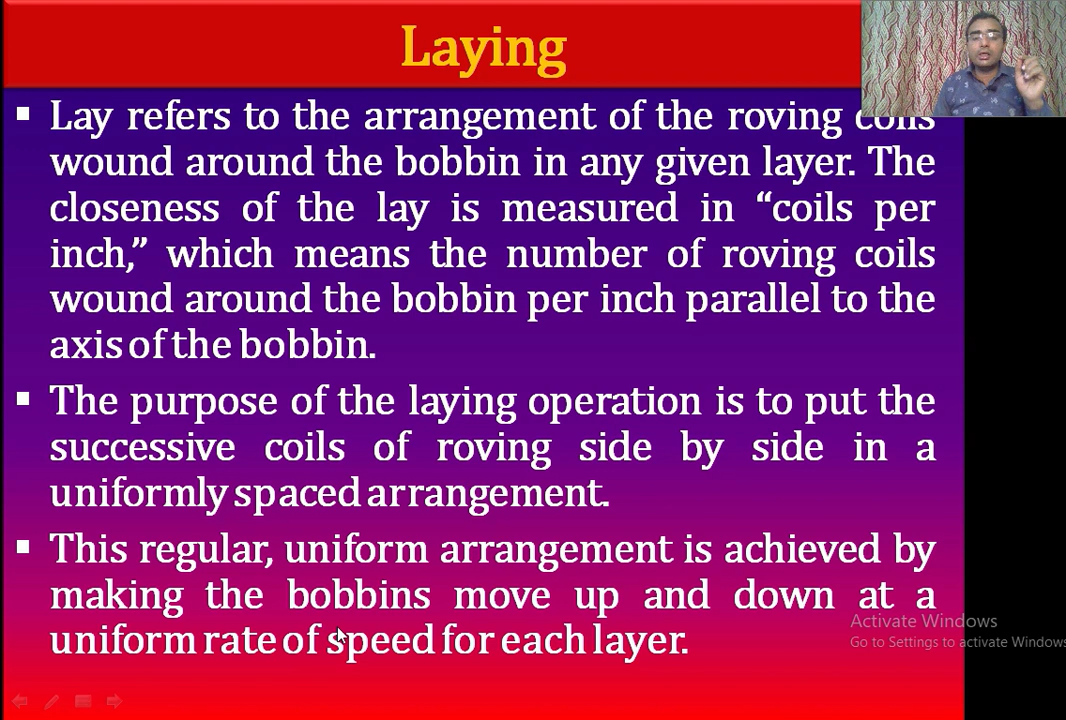 Laying
▪ Lay refers to the arrangement of the roving coils
wound around the bobbin in any given layer. The
closeness of the lay is measured in “coils per
inch,” which means the number of roving coils
wound around the bobbin per inch parallel to the
axis of the bobbin.
▪ The purpose of the laying operation is to put the
successive coils of roving side by side in a
uniformly spaced arrangement.
▪ This regular, uniform arrangement is achieved by
making the bobbins move up and down at a
uniform rate of speed for each layer.
Activate Windows
Go to Settings to activate Windows